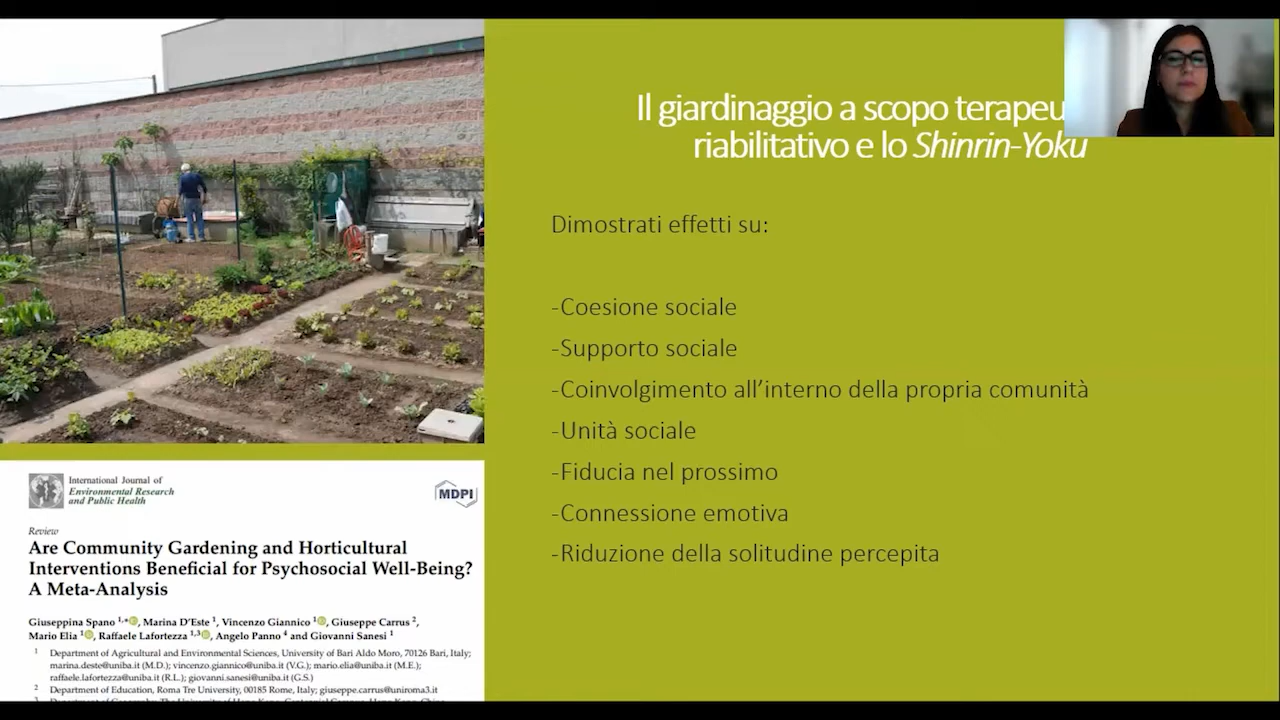 Il giardinaggio a scopo
riabilitativo e lo Shinrin-Yoku
Dimostrati effetti su:
-Coesione sociale
-Supporto sociale
-Coinvolgimento all’interno della propria comunità
-Unità sociale
-Fiducia nel prossimo
-Connessione emotiva
-Riduzione della solitudine percepita
International Journal of
Environmental Research
and Public Health
MDPI
Review
Are Community Gardening and Horticultural
Interventions Beneficial for Psychosocial Well-Being?
A Meta-Analysis
Giuseppina Spano 1,*, Marina D’Este 1, Vincenzo Giannico 1, Giuseppe Carrus 2,
Mario Elia 1, Raffaele Lafortezza 1,3, Angelo Panno 4 and Giovanni Sanesi 1
1 Department of Agricultural and Environmental Sciences, University of Bari Aldo Moro, 70126 Bari, Italy;
marina.deste@uniba.it (M.D.); vincenzo.giannico@uniba.it (V.G.); mario.elia@uniba.it (M.E.);
raffaele.lafortezza@uniba.it (R.L.); giovanni.sanesi@uniba.it (G.S.)
2 Department of Education, Roma Tre University, 00185 Rome, Italy; giuseppe.carrus@uniroma3.it